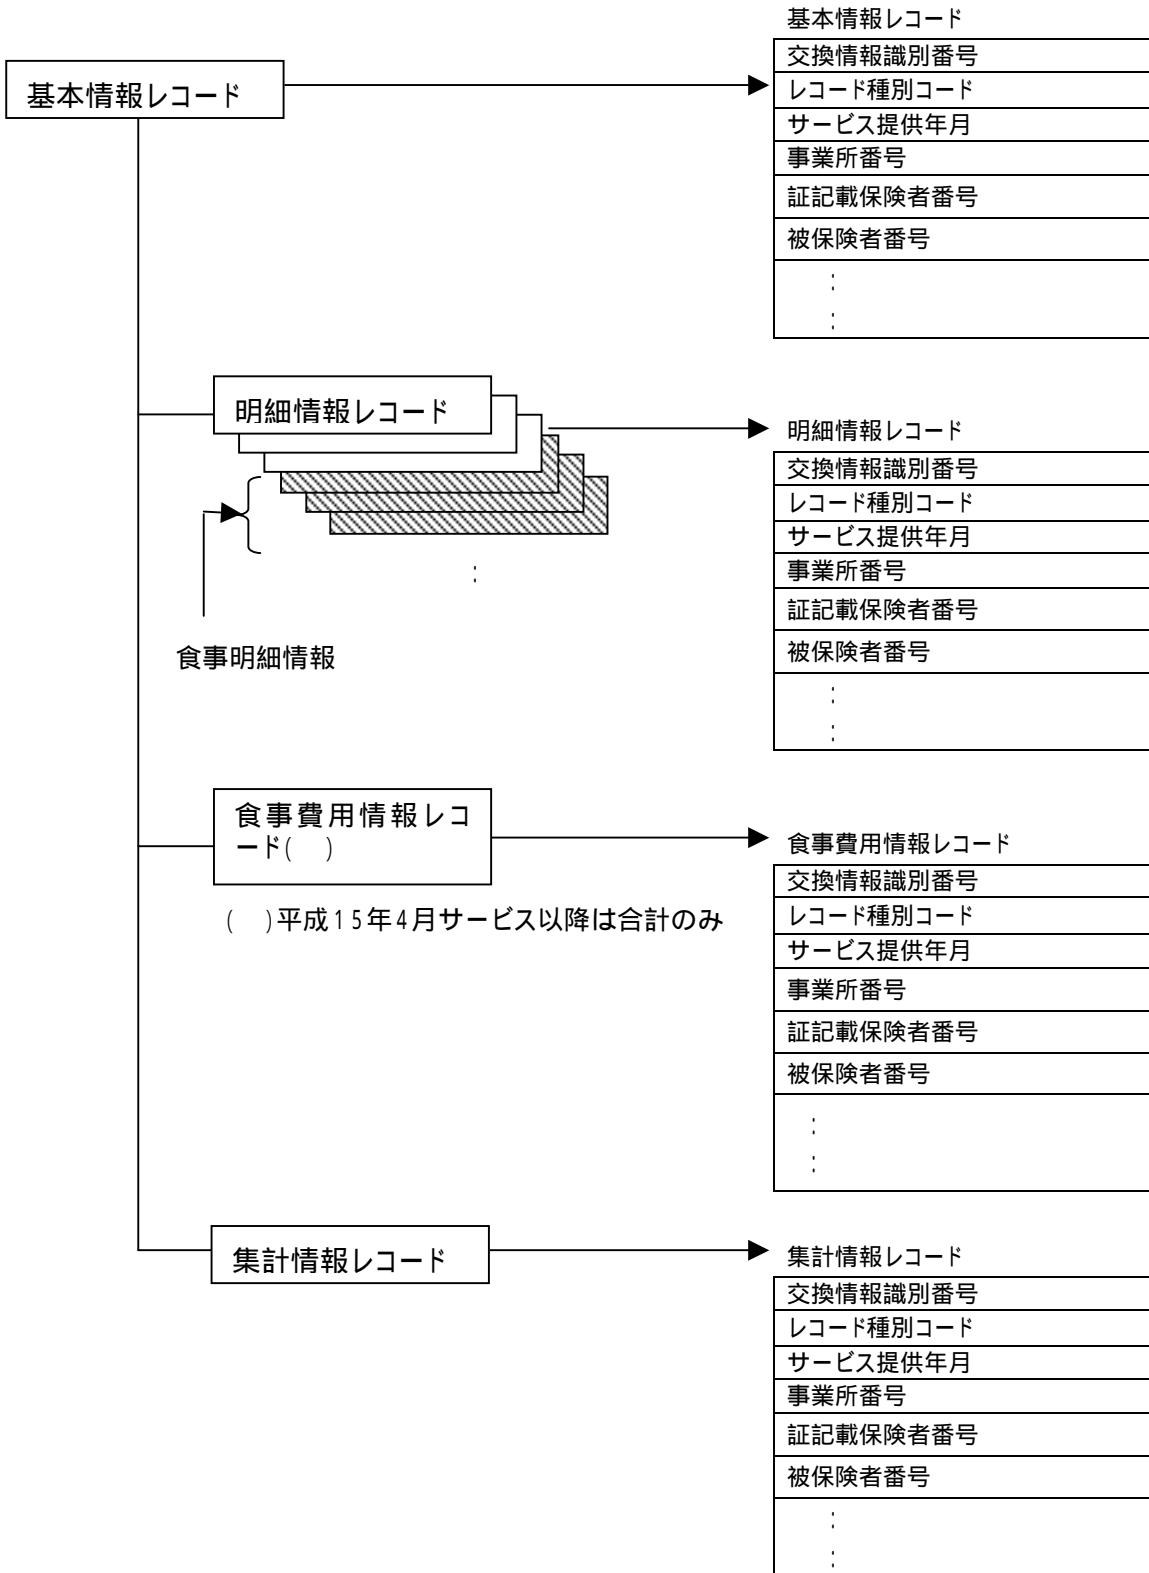 基本情報レコード
基本情報レコード
交換情報識別番号
レコード種別コード
サービス提供年月
事業所番号
証記載保険者番号
被保険者番号
:
:
明細情報レコード
:
食事明細情報
明細情報レコード
交換情報識別番号
レコード種別コード
サービス提供年月
事業所番号
証記載保険者番号
被保険者番号
:
:
食事費用情報レコ
ード(　)
(　)平成15年4月サービス以降は合計のみ
食事費用情報レコード
交換情報識別番号
レコード種別コード
サービス提供年月
事業所番号
証記載保険者番号
被保険者番号
:
:
集計情報レコード
集計情報レコード
交換情報識別番号
レコード種別コード
サービス提供年月
事業所番号
証記載保険者番号
被保険者番号
:
: